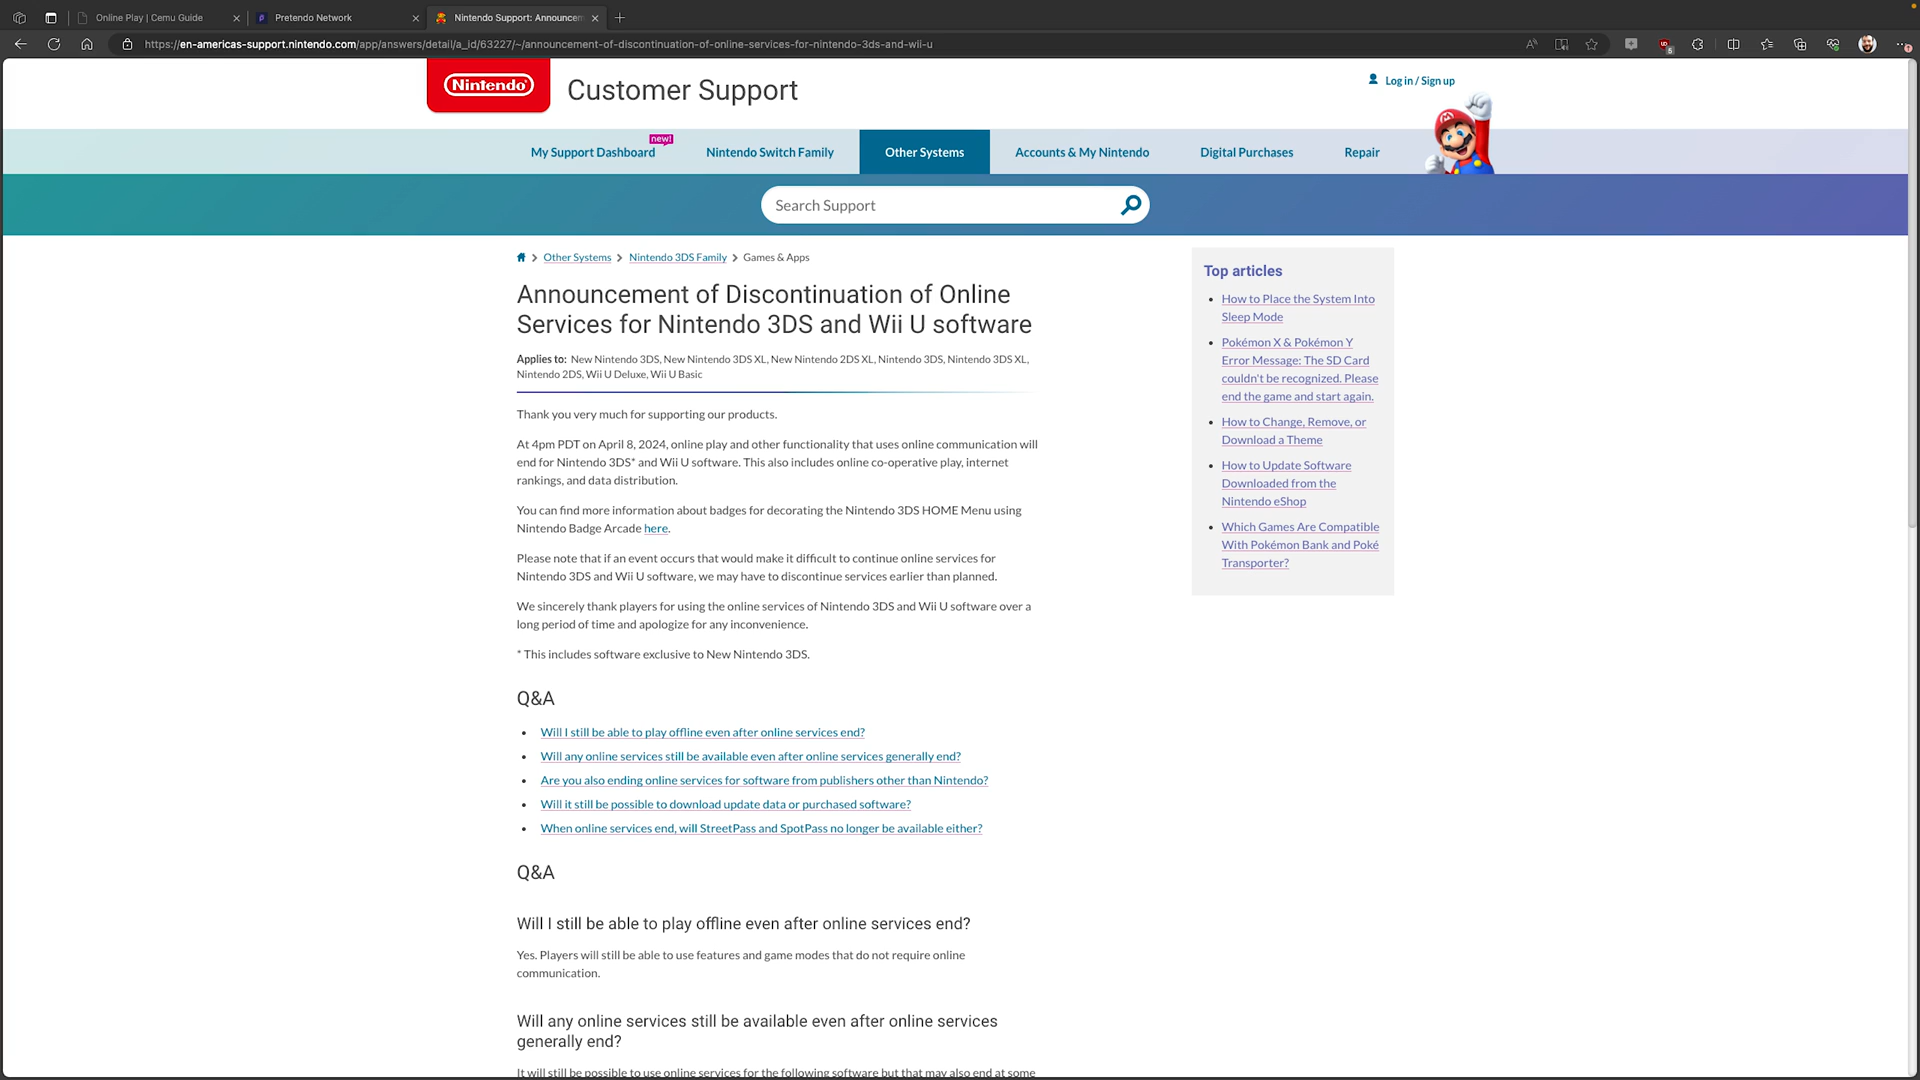 Online Play | Cemu Guide
Pretendo Network
Nintendo Support: Announcem
https://en-americas-support.nintendo.com/app/answers/detail/a_id/63227/~/announcement-of-discontinuation-of-online-services-for-nintendo-3ds-and-wii-u
Nintendo
Customer Support
Log in / Sign up
new!
My Support Dashboard
Nintendo Switch Family
Other Systems
Accounts & My Nintendo
Digital Purchases
Repair
Search Support
Other Systems
Nintendo 3DS Family
Games & Apps
Announcement of Discontinuation of Online
Services for Nintendo 3DS and Wii U software
Applies to: New Nintendo 3DS, New Nintendo 3DS XL, New Nintendo 2DS XL, Nintendo 3DS, Nintendo 3DS XL,
Nintendo 2DS, Wii U Deluxe, Wii U Basic
Thank you very much for supporting our products.
At 4pm PDT on April 8, 2024, online play and other functionality that uses online communication will
end for Nintendo 3DS* and Wii U software. This also includes online co-operative play, internet
rankings, and data distribution.
You can find more information about badges for decorating the Nintendo 3DS HOME Menu using
Nintendo Badge Arcade here.
Please note that if an event occurs that would make it difficult to continue online services for
Nintendo 3DS and Wii U software, we may have to discontinue services earlier than planned.
We sincerely thank players for using the online services of Nintendo 3DS and Wii U software over a
long period of time and apologize for any inconvenience.
* This includes software exclusive to New Nintendo 3DS.
Q&A
Will I still be able to play offline even after online services end?
Will any online services still be available even after online services generally end?
Are you also ending online services for software from publishers other than Nintendo?
Will it still be possible to download update data or purchased software?
When online services end, will StreetPass and SpotPass no longer be available either?
Q&A
Will I still be able to play offline even after online services end?
Yes. Players will still be able to use features and game modes that do not require online
communication.
Will any online services still be available even after online services
generally end?
It will still be possible to use online services for the following software but that may also end at some
Top articles
How to Place the System Into
Sleep Mode
Pokémon X & Pokémon Y
Error Message: The SD Card
couldn't be recognized. Please
end the game and start again.
How to Change, Remove, or
Download a Theme
How to Update Software
Downloaded from the
Nintendo eShop
Which Games Are Compatible
With Pokémon Bank and Poké
Transporter?